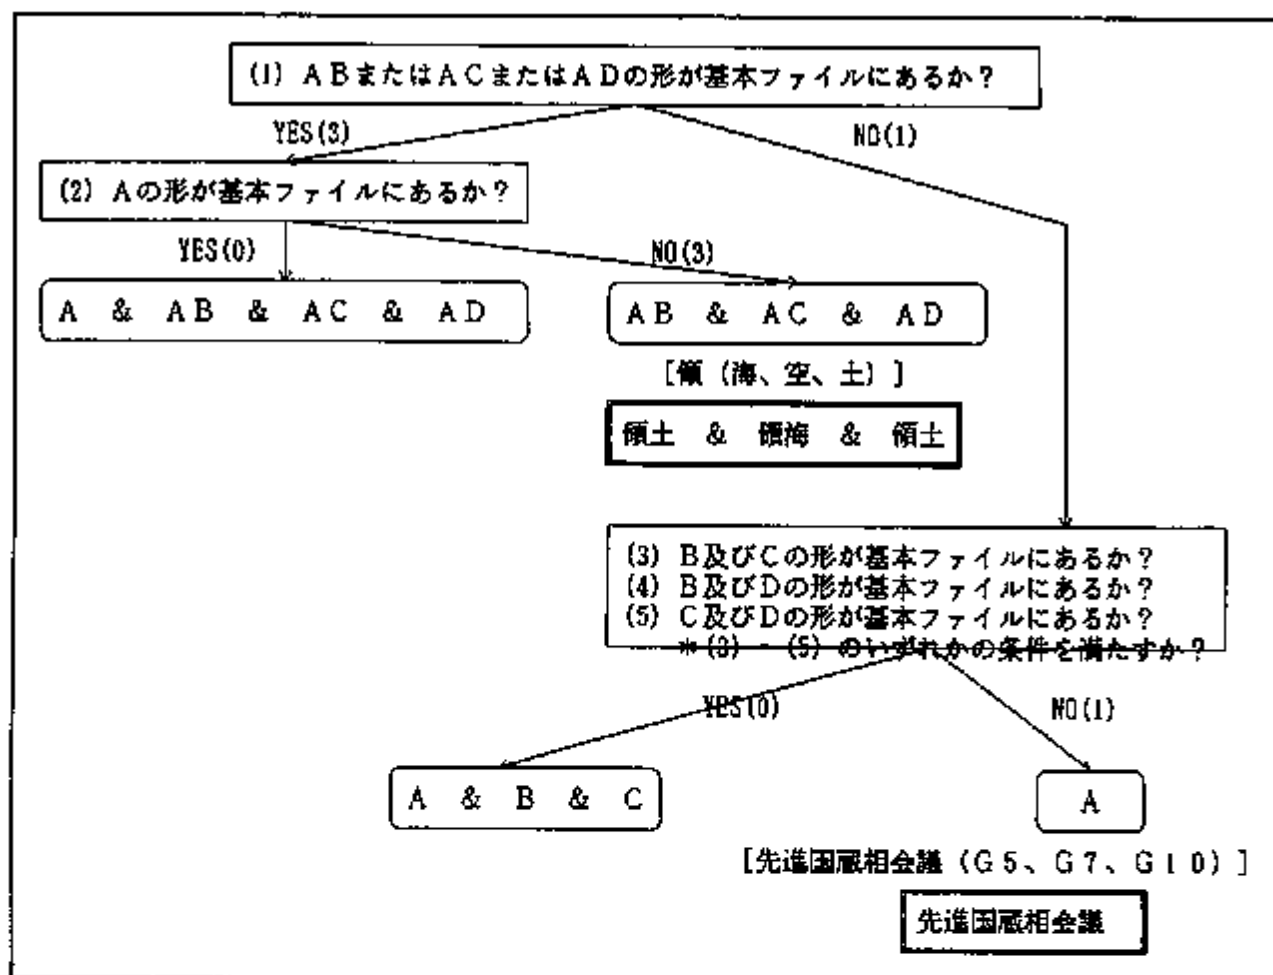 (1) ABまたはACまたはADの形が基本ファイルにあるか?
YES(3)
NO(1)
(2) Aの形が基本ファイルにあるか?
YES(0)
NO(3)
A & AB & AC & AD
AB & AC & AD
[領(海、空、土)]
領土 & 領海 & 領土
(3) B及びCの形が基本ファイルにあるか?
(4) B及びDの形が基本ファイルにあるか?
(5) C及びDの形が基本ファイルにあるか?
*(3) - (5) のいずれかの条件を満たすか?
YES(0)
NO(1)
A & B & C
A
[先進国蔵相会議(G5、G7、G10)]
先進国蔵相会議